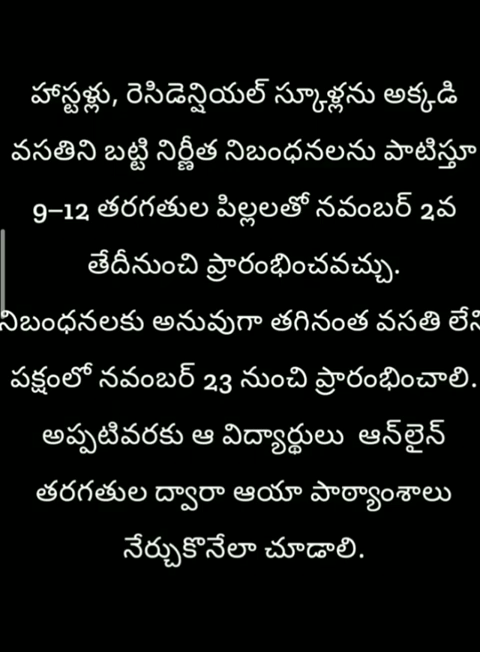 హాస్టళ్లు, రెసిడెన్షియల్ స్కూళ్లను అక్కడి
వసతిని బట్టి నిర్ణీత నిబంధనలను పాటిస్తూ
9–12 తరగతుల పిల్లలతో నవంబర్ 2వ
తేదీనుంచి ప్రారంభించవచ్చు.
నిబంధనలకు అనువుగా తగినంత వసతి లేని
పక్షంలో నవంబర్ 23 నుంచి ప్రారంభించాలి.
అప్పటివరకు ఆ విద్యార్థులు ఆన్‌లైన్
తరగతుల ద్వారా ఆయా పాఠ్యాంశాలు
నేర్చుకొనేలా చూడాలి.